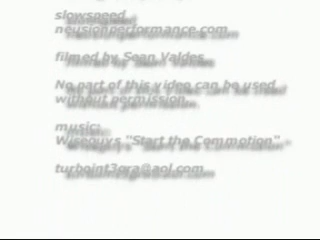 slowspeed
neusionperformance.com
filmed by Sean Valdes
No part of this video can be used
without permission.
music:
Wiseguys "Start the Commotion"
turboint3gra@aol.com